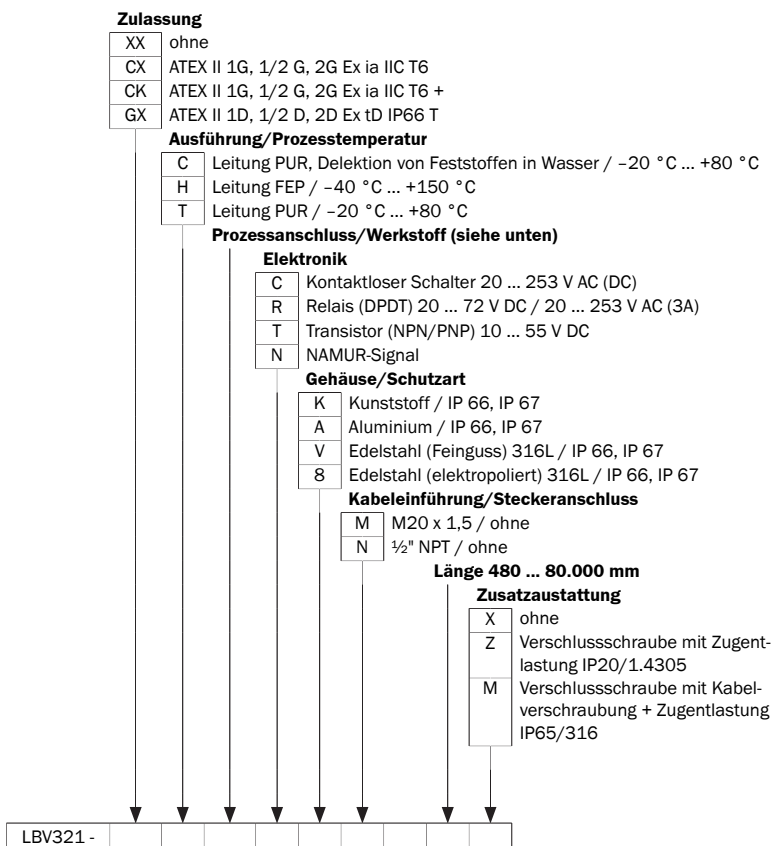 Zulassung
XX ohne
CX ATEX II 1G, 1/2 G, 2G Ex ia IIC T6
CK ATEX II 1G, 1/2 G, 2G Ex ia IIC T6 +
GX ATEX II 1D, 1/2 D, 2D Ex tD IP66 T
Ausführung/Prozesstemperatur
C Leitung PUR, Delektion von Feststoffen in Wasser / –20 °C ... +80 °C
H Leitung FEP / –40 °C ... +150 °C
T Leitung PUR / –20 °C ... +80 °C
Prozessanschluss/Werkstoff (siehe unten)
Elektronik
C Kontaktloser Schalter 20 ... 253 V AC (DC)
R Relais (DPDT) 20 ... 72 V DC / 20 ... 253 V AC (3A)
T Transistor (NPN/PNP) 10 ... 55 V DC
N NAMUR-Signal
Gehäuse/Schutzart
K Kunststoff / IP 66, IP 67
A Aluminium / IP 66, IP 67
V Edelstahl (Feinguss) 316L / IP 66, IP 67
8 Edelstahl (elektropoliert) 316L / IP 66, IP 67
Kabeleinführung/Steckeranschluss
M M20 x 1,5 / ohne
N ½" NPT / ohne
Länge 480 ... 80.000 mm
Zusatzaustattung
X ohne
Z Verschlussschraube mit Zugent-
lastung IP20/1.4305
M Verschlussschraube mit Kabel-
verschraubung + Zugentlastung
IP65/316
LBV321 -